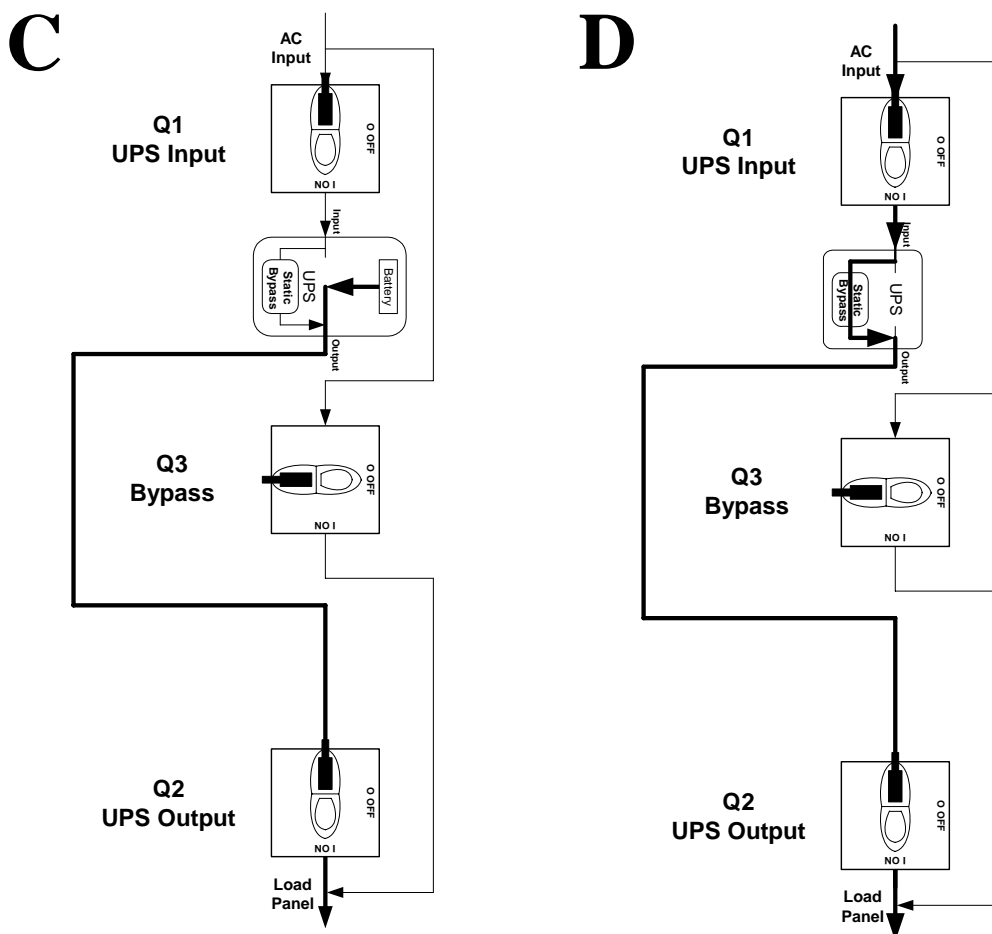 C
AC
Input
Q1
UPS Input
O OFF
NO I
Input
Static
Bypass
UPS
Battery
Output
Q3
Bypass
O OFF
NO I
Q2
UPS Output
O OFF
NO I
Load
Panel
D
AC
Input
Q1
UPS Input
O OFF
NO I
Input
Static
Bypass
UPS
Output
Q3
Bypass
O OFF
NO I
Q2
UPS Output
O OFF
NO I
Load
Panel